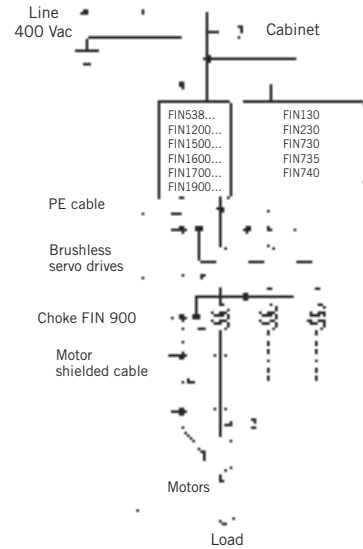 Line
400 Vac
Cabinet
FIN538...
FIN1200...
FIN1500...
FIN1600...
FIN1700...
FIN1900...
FIN130
FIN230
FIN730
FIN735
FIN740
PE cable
Brushless
servo drives
Choke FIN 900
Motor
shielded cable
Motors
Load